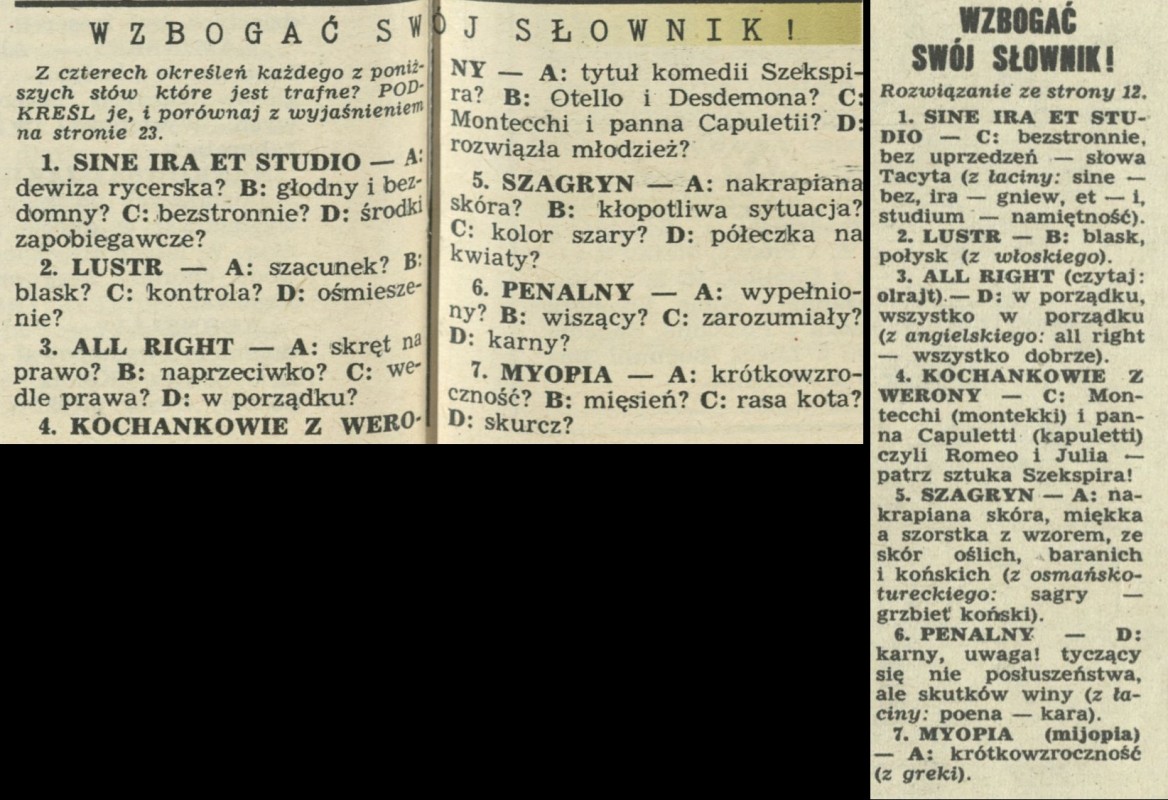 WZBOGAĆ SWÓJ SŁOWNIK!
Z czterech określeń każdego z poniż-
szych słów które jest trafne? POD-
KREŚL je, i porównaj z wyjaśnieniem
na stronie 23.
1. SINE IRA ET STUDIO — A:
dewiza rycerska? B: głodny i bez-
domny? C: bezstronnie? D: środki
zapobiegawcze?
2. LUSTR — A: szacunek? B:
blask? C: kontrola? D: ośmiesze-
nie?
3. ALL RIGHT — A: skręt na
prawo? B: naprzeciwko? C: we-
dle prawa? D: w porządku?
4. KOCHANKOWIE Z WERO-
NY — A: tytuł komedii Szekspi-
ra? B: Otello i Desdemona? C:
Montecchi i panna Capuletii? D:
rozwiązła młodzież?
5. SZAGRYN — A: nakrapiana
skóra? B: kłopotliwa sytuacja?
C: kolor szary? D: półeczka na
kwiaty?
6. PENALNY — A: wypełnio-
ny? B: wiszący? C: zarozumiały?
D: karny?
7. MYOPIA — A: krótkowzro-
czność? B: mięsień? C: rasa kota?
D: skurcz?
WZBOGAĆ
SWÓJ SŁOWNIK!
Rozwiązanie ze strony 12.
1. SINE IRA ET STU-
DIO — C: bezstronnie,
bez uprzedzeń — słowa
Tacyta (z łaciny: sine —
bez, ira — gniew, et — i,
studium — namiętność).
2. LUSTR — B: blask,
połysk (z włoskiego).
3. ALL RIGHT (czytaj:
olrajt) — D: w porządku,
wszystko w porządku
(z angielskiego: all right
— wszystko dobrze).
4. KOCHANKOWIE Z
WERONY — C: Mon-
tecchi (montekki) i pan-
na Capuletti (kapuletti)
czyli Romeo i Julia —
patrz sztuka Szekspira!
5. SZAGRYN — A: na-
krapiana skóra, miękka
a szorstka z wzorem, ze
skór oślich, baranich
i końskich (z osmańsko-
tureckiego: sagry —
grzbiet koński).
6. PENALNY — D:
karny, uwaga! tyczący
się nie posłuszeństwa,
ale skutków winy (z ła-
ciny: poena — kara).
7. MYOPIA (mijopia)
— A: krótkowzroczność
(z greki).